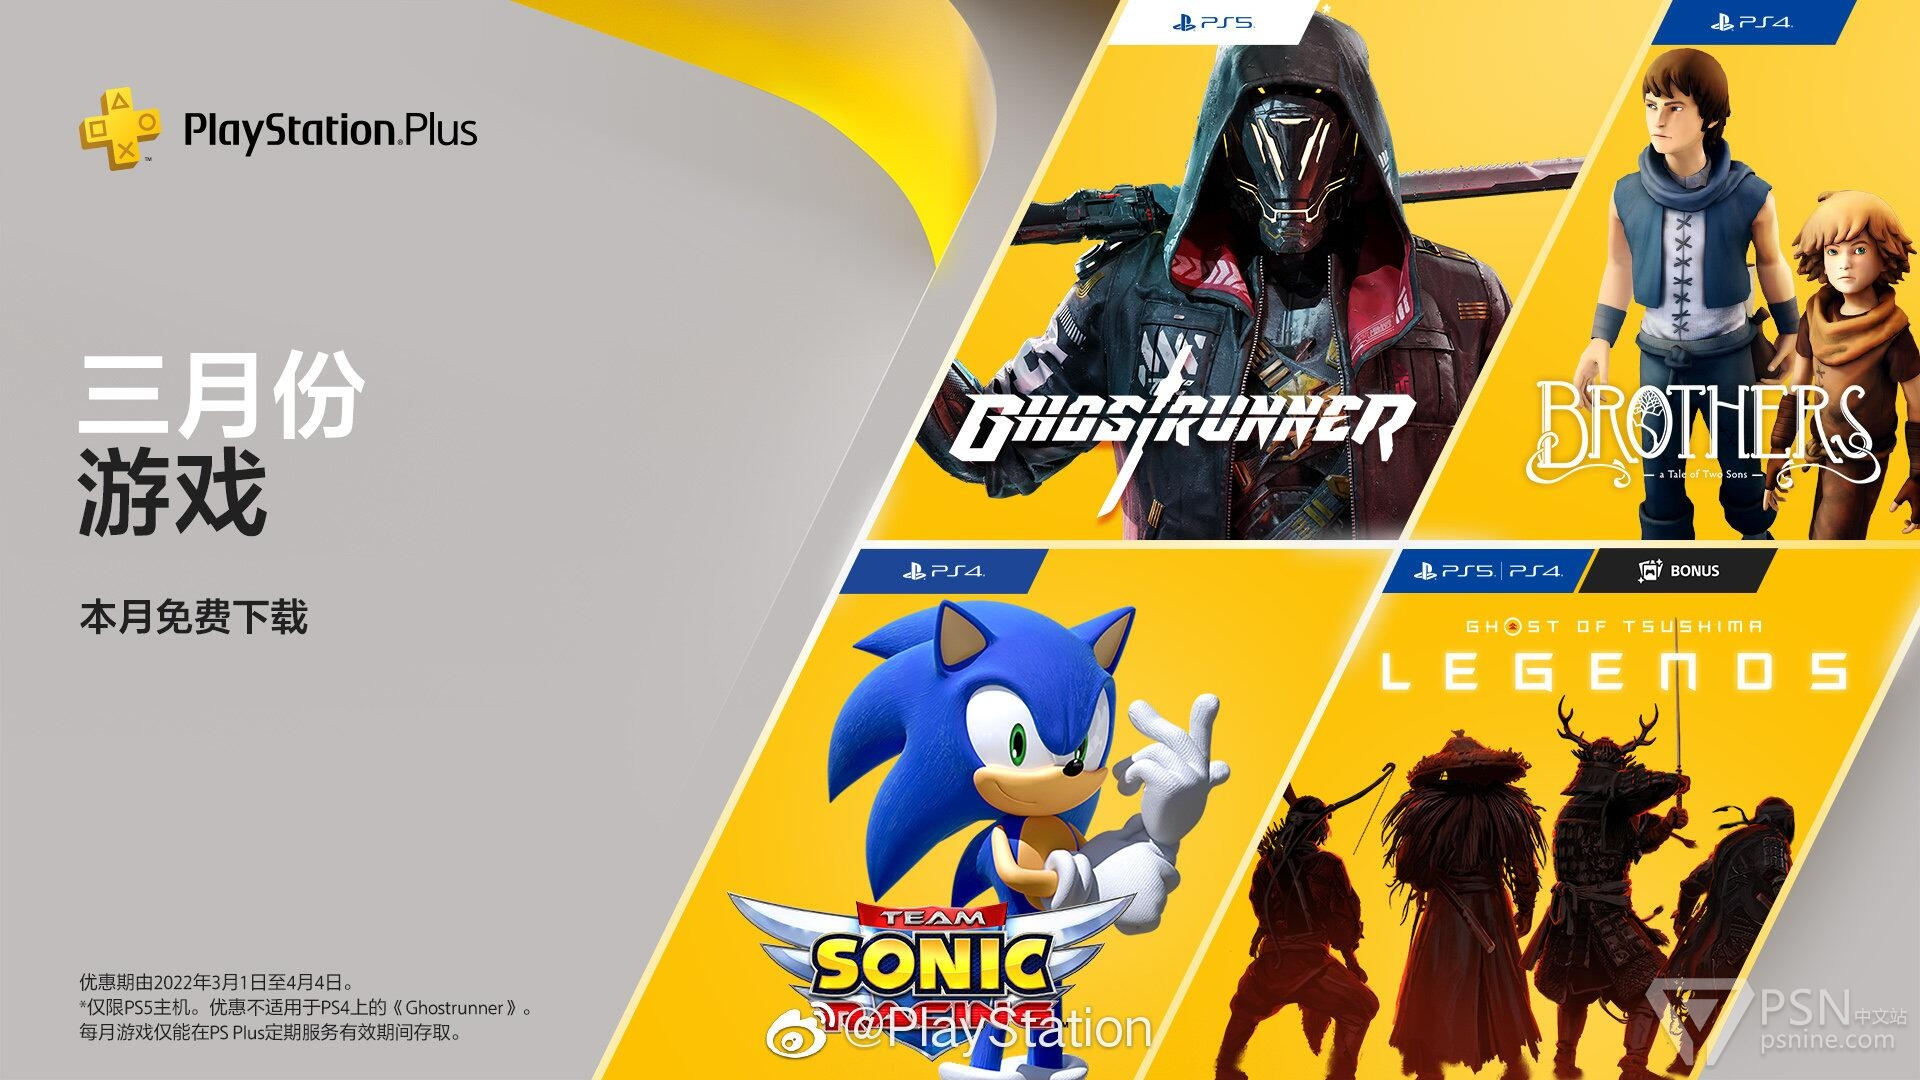 PlayStation®Plus
三月份
游戏
本月免费下载
优惠期由2022年3月1日至4月4日。
*仅限PS5主机。优惠不适用于PS4上的《Ghostrunner》。
每月游戏仅能在PS Plus定期服务有效期间存取。
PS5
GHOSTRUNNER
PS4
BROTHERS
a Tale of Two Sons
PS4
TEAM
SONIC
RACING
PS5 | PS4
BONUS
GHOST OF TSUSHIMA
LEGENDS
@PlayStation
PSN中文站
psnine.com